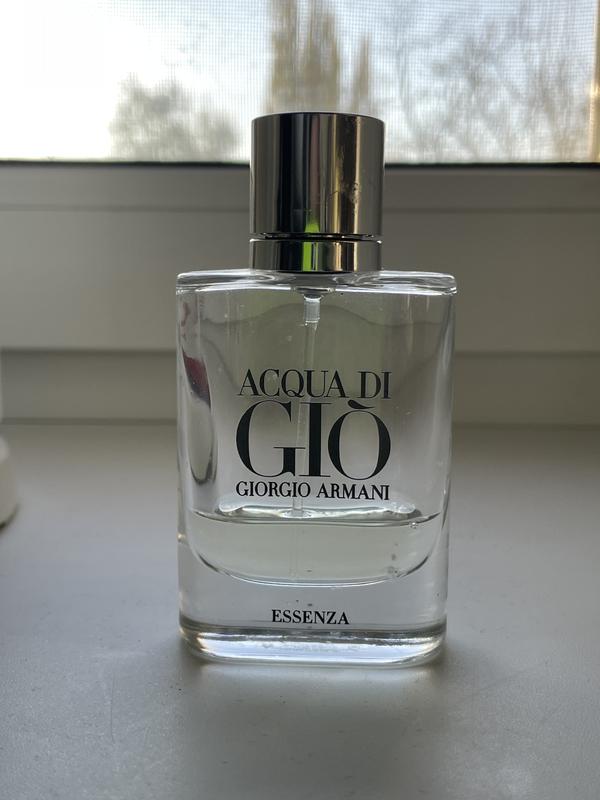 ACQUA DI
GIÒ
GIORGIO ARMANI
ESSENZA